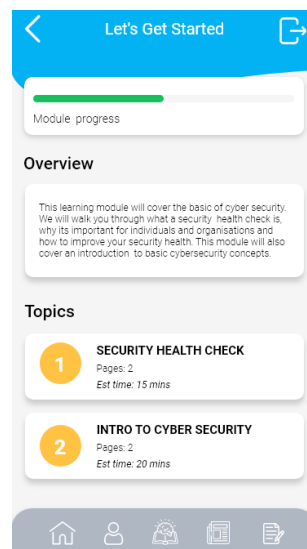 Let's Get Started
Module progress
Overview
This learning module will cover the basic of cyber security.
We will walk you through what a security health check is,
why its important for individuals and organisations and
how to improve your security health. This module will also
cover an introduction to basic cybersecurity concepts.
Topics
1
SECURITY HEALTH CHECK
Pages: 2
Est time: 15 mins
2
INTRO TO CYBER SECURITY
Pages: 2
Est time: 20 mins